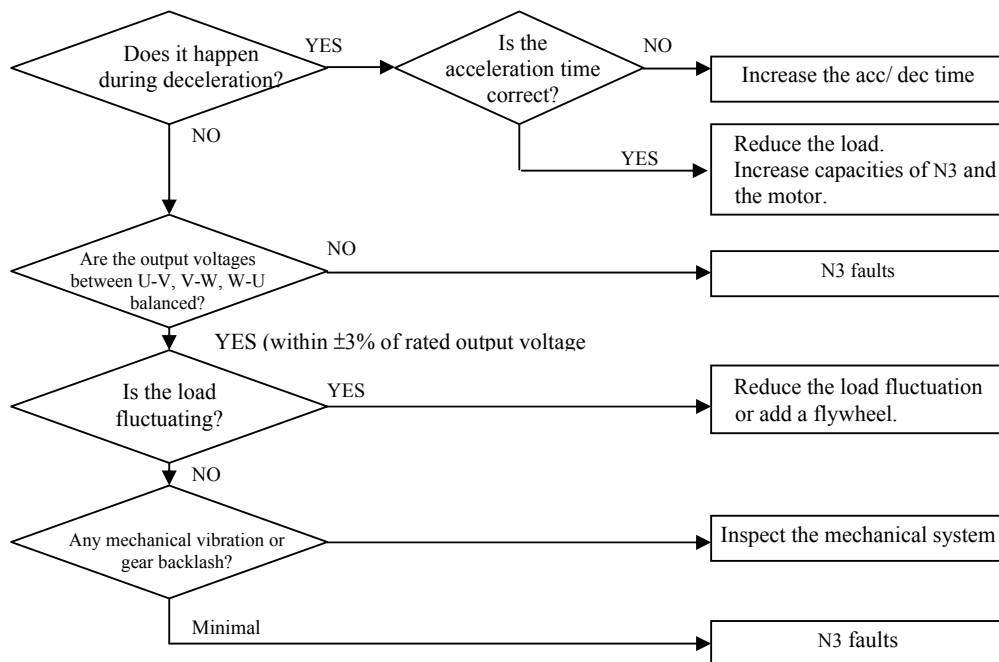 Does it happen
during deceleration?
YES
Is the
acceleration time
correct?
NO
Increase the acc/ dec time
NO
YES
Reduce the load.
Increase capacities of N3 and
the motor.
Are the output voltages
between U-V, V-W, W-U
balanced?
NO
N3 faults
YES (within ±3% of rated output voltage
Is the load
fluctuating?
YES
Reduce the load fluctuation
or add a flywheel.
NO
Any mechanical vibration or
gear backlash?
Inspect the mechanical system
Minimal
N3 faults